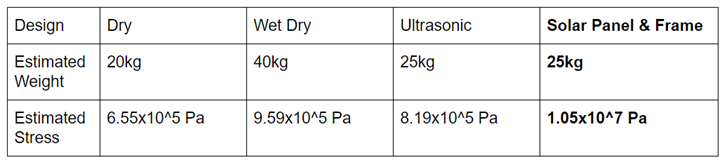 Design Dry Wet Dry Ultrasonic Solar Panel & Frame
Estimated Weight 20kg 40kg 25kg 25kg
Estimated Stress 6.55x10^5 Pa 9.59x10^5 Pa 8.19x10^5 Pa 1.05x10^7 Pa